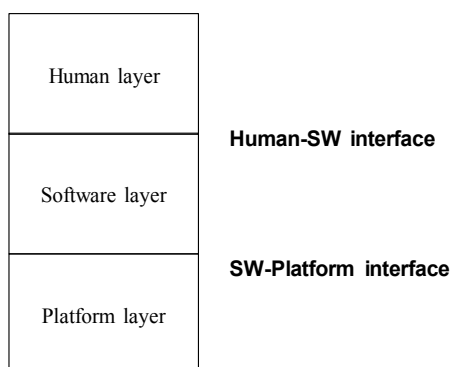 Human layer
Human-SW interface
Software layer
SW-Platform interface
Platform layer